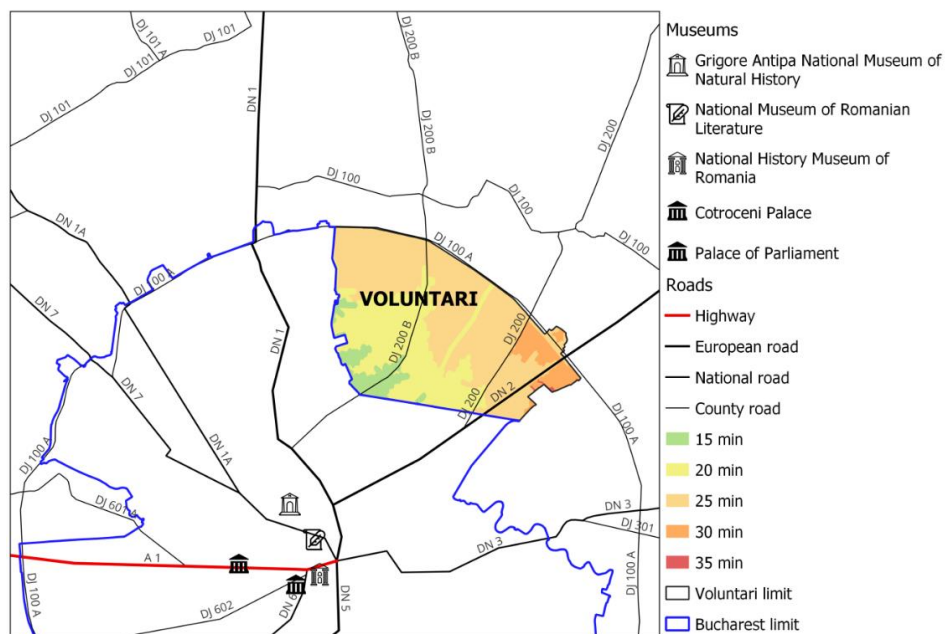 DJ 101 A
DJ 101
DJ 101
DJ 101
DN 1
DJ 200 B
DJ 200 B
DJ 200
DJ 100
DJ 100
DJ 100
DN 1A
DJ 100 A
DJ 100 A
DN 7
VOLUNTARI
DN 1
DJ 200 B
DJ 200
DN 7
DN 2
DJ 200
DJ 100 A
DJ 100 A
DN 1A
DJ 601 A
DN 3
DJ 301
DN 3
A 1
DJ 100 A
DJ 602
DN 6
DN 5
DJ 100 A
Museums
Grigore Antipa National Museum of
Natural History
National Museum of Romanian
Literature
National History Museum of
Romania
Cotroceni Palace
Palace of Parliament
Roads
Highway
European road
National road
County road
15 min
20 min
25 min
30 min
35 min
Voluntari limit
Bucharest limit